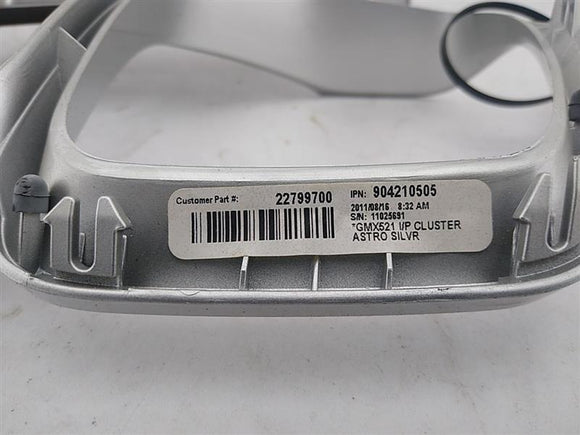 Customer Part #: 22799700
IPN: 904210505
2011/08/16 8:32 AM
S/N: 11025691
*GMX521 I/P CLUSTER
ASTRO SILVR